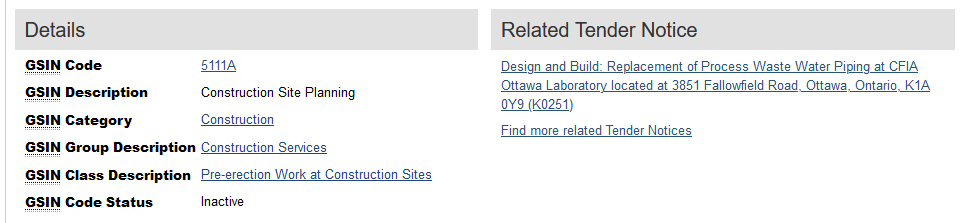 Details
GSIN Code 5111A
GSIN Description Construction Site Planning
GSIN Category Construction
GSIN Group Description Construction Services
GSIN Class Description Pre-erection Work at Construction Sites
GSIN Code Status Inactive
Related Tender Notice
Design and Build: Replacement of Process Waste Water Piping at CFIA
Ottawa Laboratory located at 3851 Fallowfield Road, Ottawa, Ontario, K1A
0Y9 (K0251)
Find more related Tender Notices